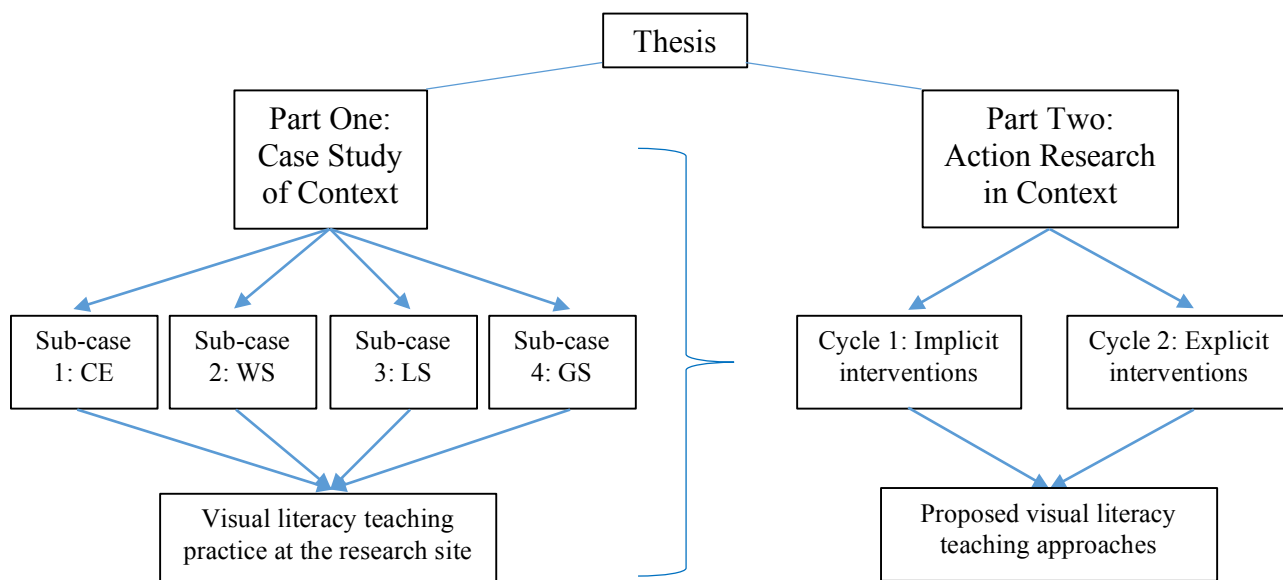 Thesis
Part One:
Case Study
of Context
Part Two:
Action Research
in Context
Sub-case
1: CE
Sub-case
2: WS
Sub-case
3: LS
Sub-case
4: GS
Cycle 1: Implicit
interventions
Cycle 2: Explicit
interventions
Visual literacy teaching
practice at the research site
Proposed visual literacy
teaching approaches